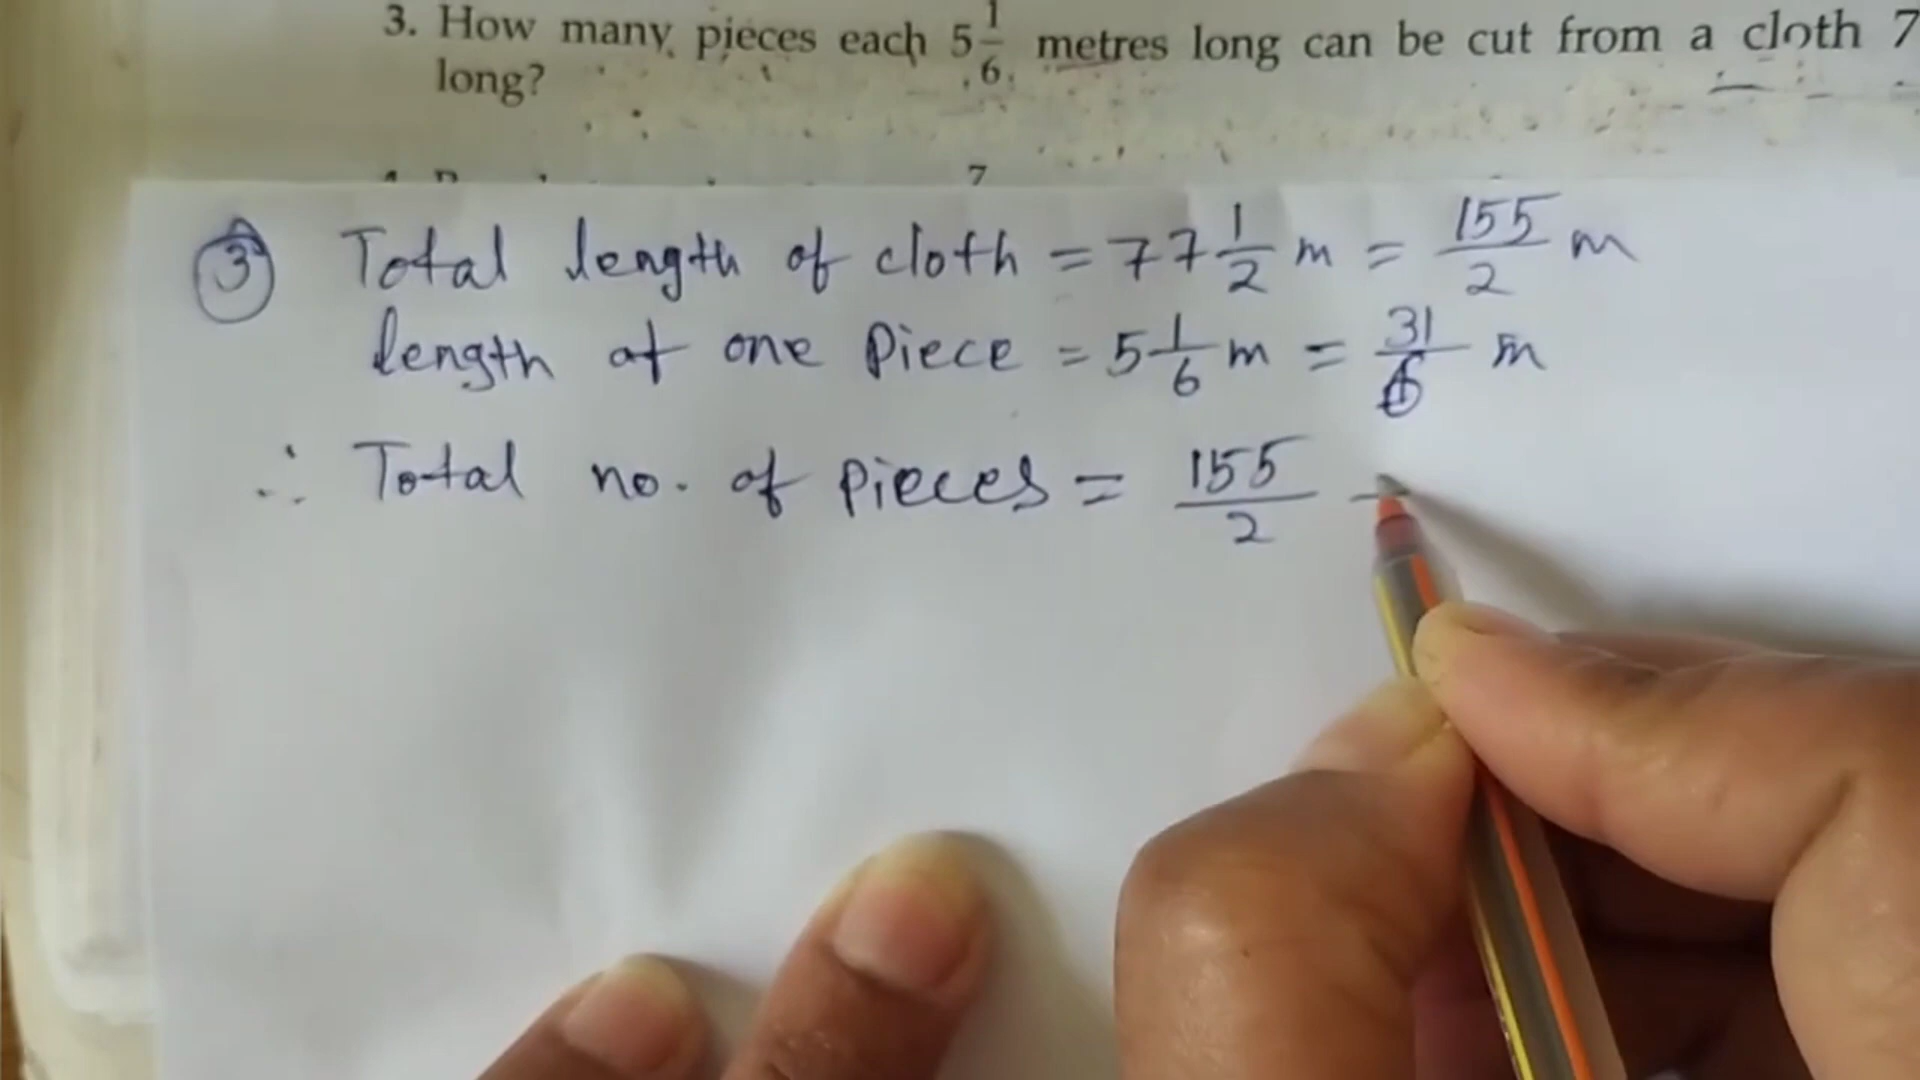 3. How many pieces each 5 1/6 metres long can be cut from a cloth 7
long?
7
③ Total length of cloth = 77 1/2 m = 155/2 m
length of one piece = 5 1/6 m = 31/6 m
∴ Total no. of pieces = 155/2